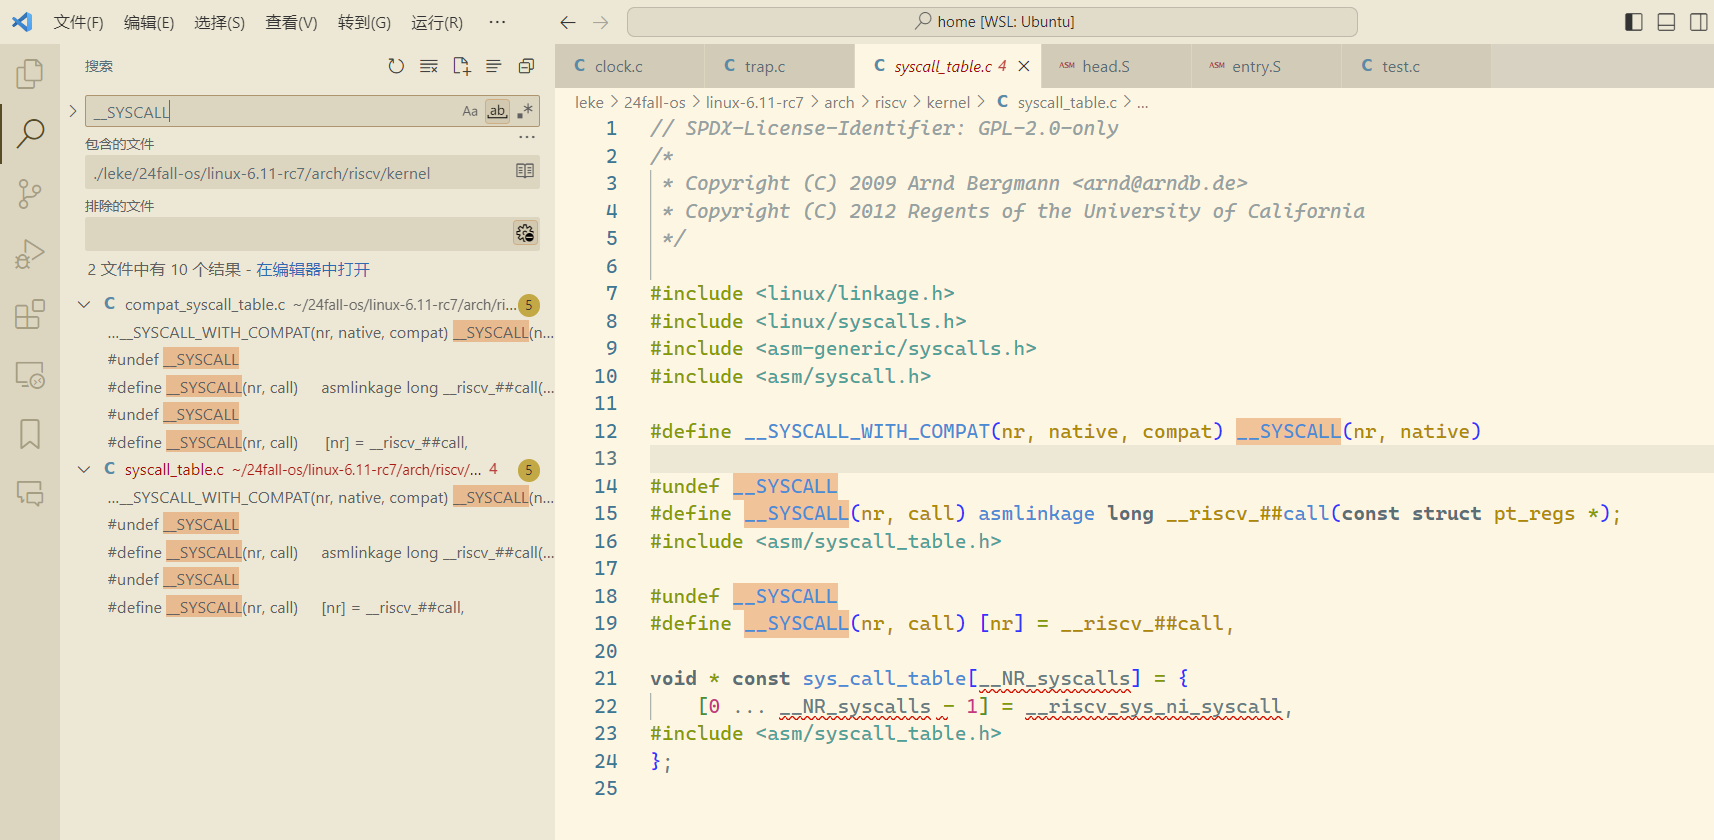 文件(F) 编辑(E) 选择(S) 查看(V) 转到(G) 运行(R) ··· home [WSL: Ubuntu]
搜索
__SYSCALL Aa ab
包含的文件 ···
./leke/24fall-os/linux-6.11-rc7/arch/riscv/kernel
排除的文件
2 文件中有 10 个结果 - 在编辑器中打开
C compat_syscall_table.c ~/24fall-os/linux-6.11-rc7/arch/ri... 5
...__SYSCALL_WITH_COMPAT(nr, native, compat) __SYSCALL(n...
#undef __SYSCALL
#define __SYSCALL(nr, call) asmlinkage long __riscv_##call(...
#undef __SYSCALL
#define __SYSCALL(nr, call) [nr] = __riscv_##call,
C syscall_table.c ~/24fall-os/linux-6.11-rc7/arch/riscv/... 4 5
...__SYSCALL_WITH_COMPAT(nr, native, compat) __SYSCALL(n...
#undef __SYSCALL
#define __SYSCALL(nr, call) asmlinkage long __riscv_##call(...
#undef __SYSCALL
#define __SYSCALL(nr, call) [nr] = __riscv_##call,
C clock.c C trap.c C syscall_table.c 4 ASM head.S ASM entry.S C test.c
leke > 24fall-os > linux-6.11-rc7 > arch > riscv > kernel > C syscall_table.c > ...
1 // SPDX-License-Identifier: GPL-2.0-only
2 /*
3  * Copyright (C) 2009 Arnd Bergmann <arnd@arndb.de>
4  * Copyright (C) 2012 Regents of the University of California
5  */
6
7 #include <linux/linkage.h>
8 #include <linux/syscalls.h>
9 #include <asm-generic/syscalls.h>
10 #include <asm/syscall.h>
11
12 #define __SYSCALL_WITH_COMPAT(nr, native, compat) __SYSCALL(nr, native)
13
14 #undef __SYSCALL
15 #define __SYSCALL(nr, call) asmlinkage long __riscv_##call(const struct pt_regs *);
16 #include <asm/syscall_table.h>
17
18 #undef __SYSCALL
19 #define __SYSCALL(nr, call) [nr] = __riscv_##call,
20
21 void * const sys_call_table[__NR_syscalls] = {
22     [0 ... __NR_syscalls - 1] = __riscv_sys_ni_syscall,
23 #include <asm/syscall_table.h>
24 };
25